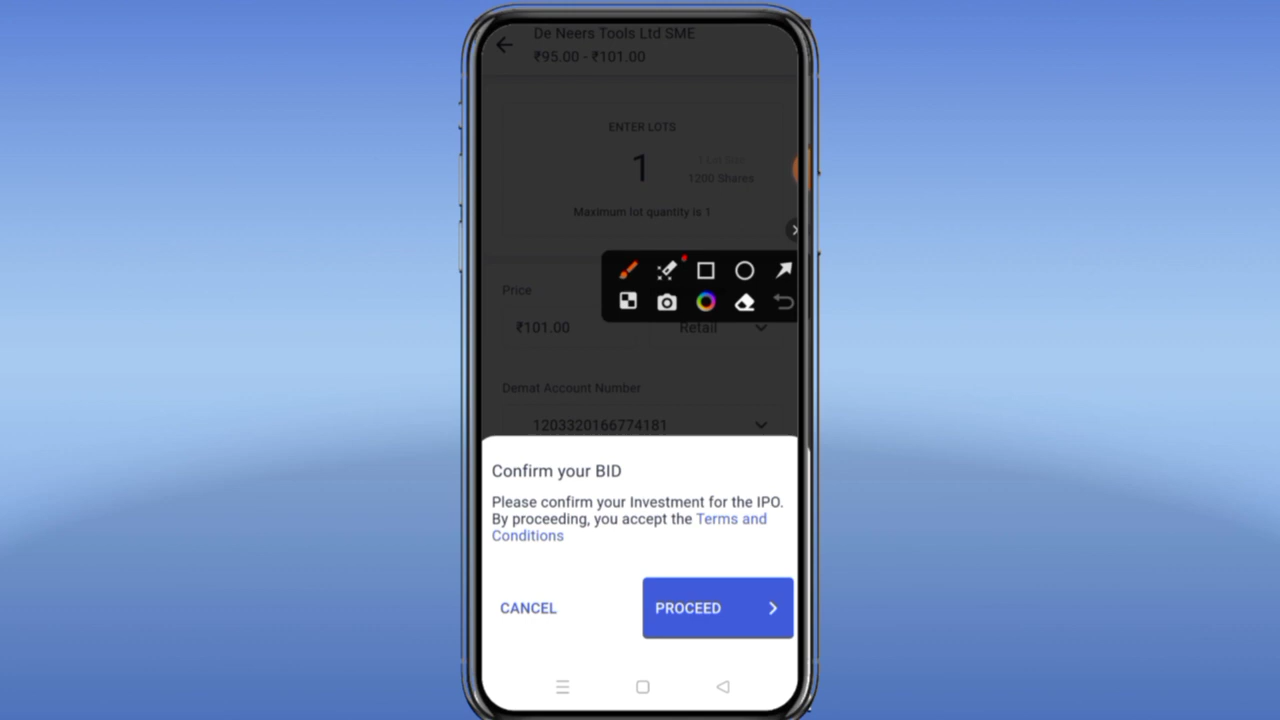 De Neers Tools Ltd SME
₹95.00 - ₹101.00
ENTER LOTS
1
1 Lot Size
1200 Shares
Maximum lot quantity is 1
Price
₹101.00
Retail
Demat Account Number
1203320166774181
Confirm your BID
Please confirm your Investment for the IPO.
By proceeding, you accept the Terms and
Conditions
CANCEL
PROCEED